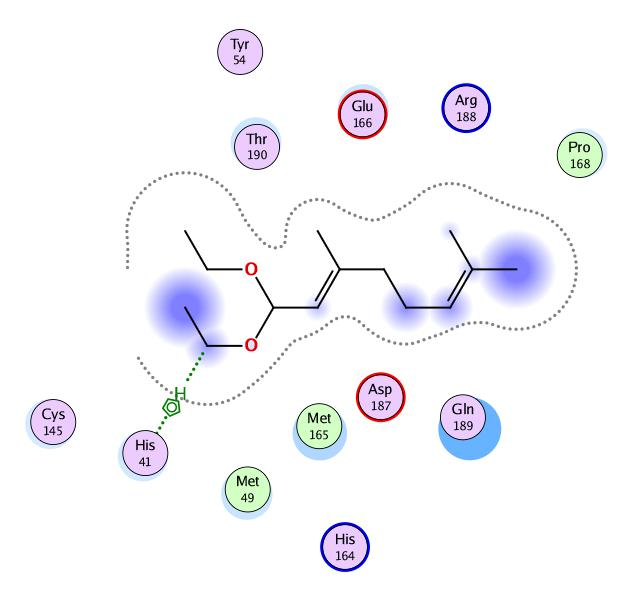 Tyr
54
Glu
166
Arg
188
Thr
190
Pro
168
O
O
H
Cys
145
His
41
Met
165
Asp
187
Gln
189
Met
49
His
164